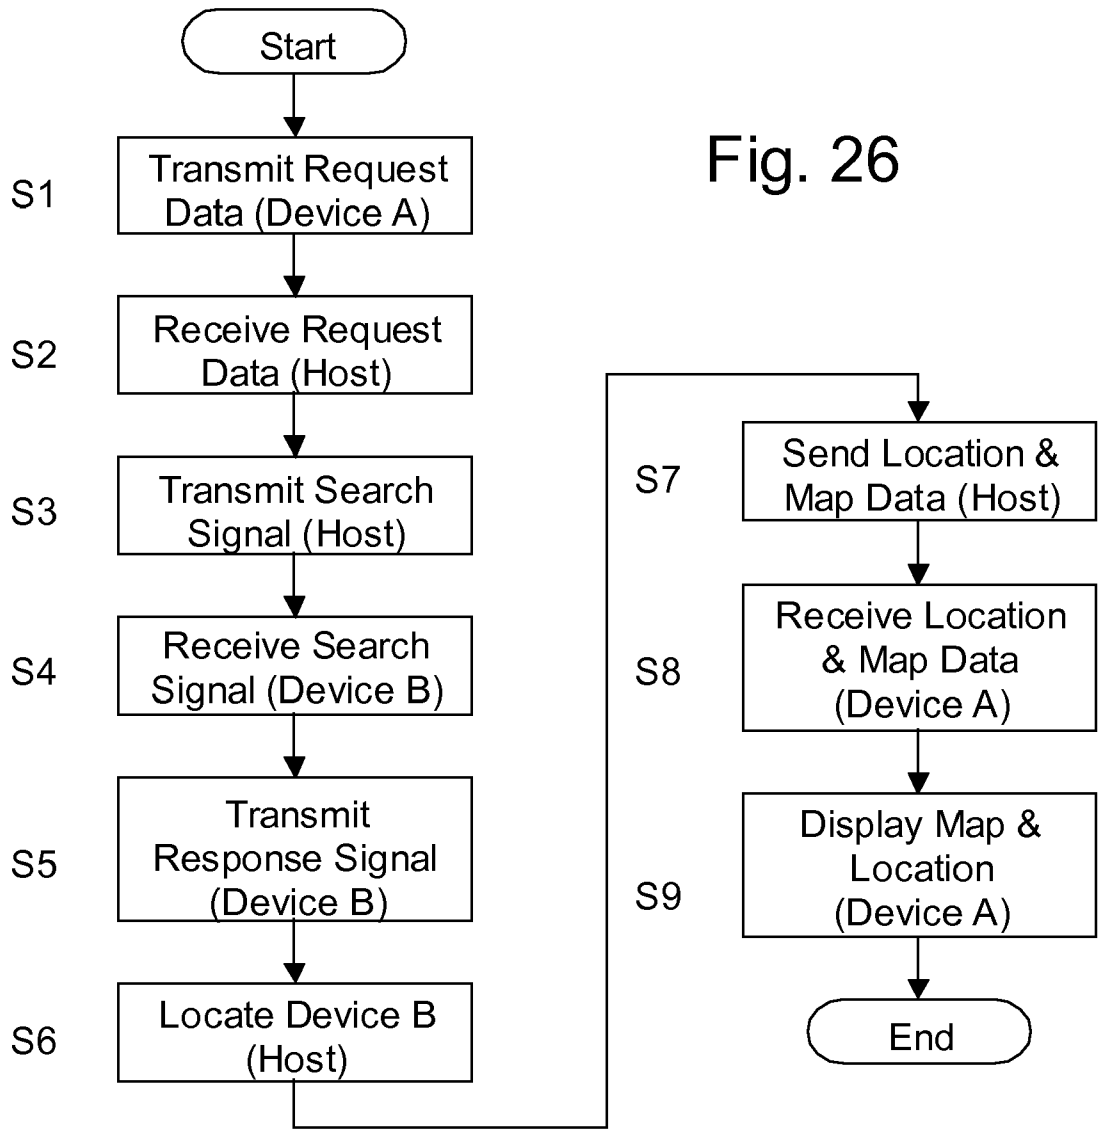 Start
Fig. 26
S1
Transmit Request
Data (Device A)
S2
Receive Request
Data (Host)
S3
Transmit Search
Signal (Host)
S4
Receive Search
Signal (Device B)
S5
Transmit
Response Signal
(Device B)
S6
Locate Device B
(Host)
S7
Send Location &
Map Data (Host)
S8
Receive Location
& Map Data
(Device A)
S9
Display Map &
Location
(Device A)
End